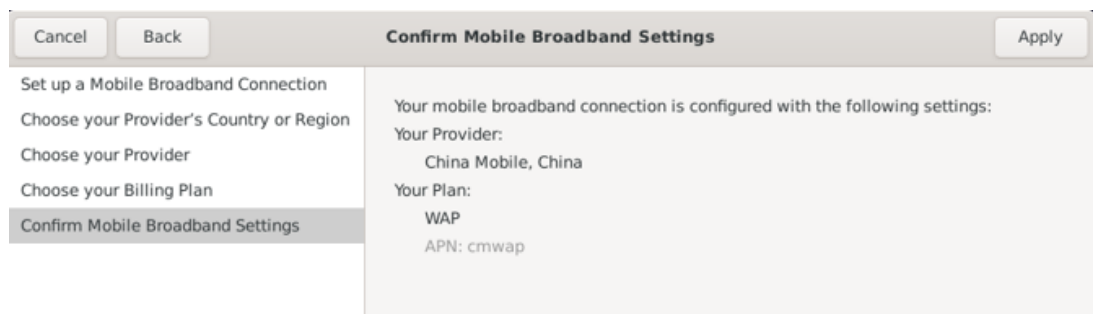 Cancel Back Confirm Mobile Broadband Settings Apply
Set up a Mobile Broadband Connection
Choose your Provider’s Country or Region
Choose your Provider
Choose your Billing Plan
Confirm Mobile Broadband Settings
Your mobile broadband connection is configured with the following settings:
Your Provider:
China Mobile, China
Your Plan:
WAP
APN: cmwap